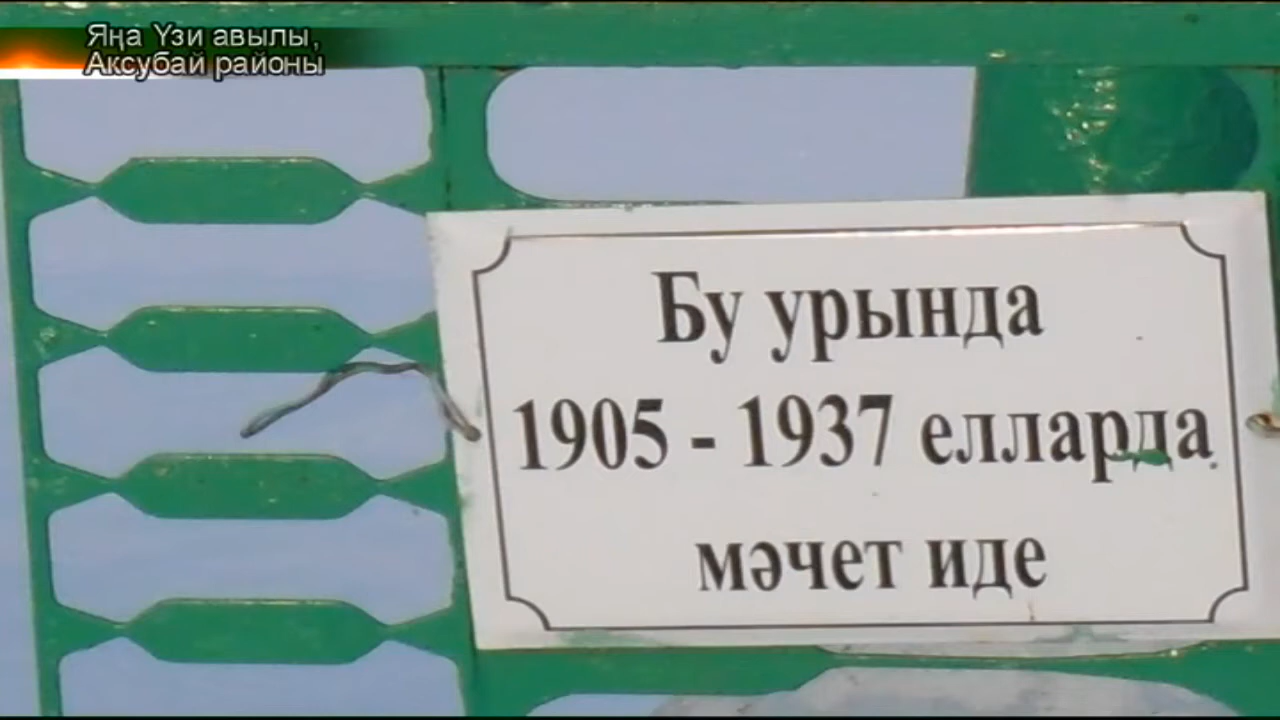 Яңа Үзи авылы,
Аксубай районы
Бу урында
1905 - 1937 елларда
мәчет иде